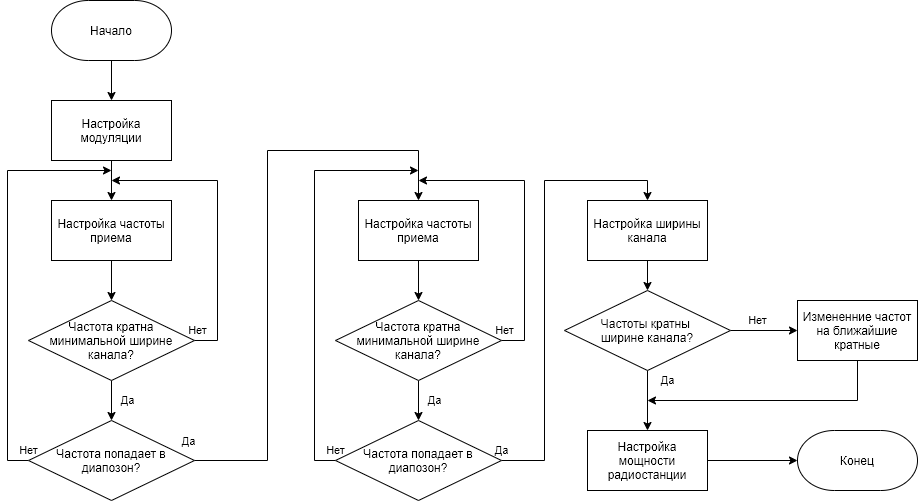 Начало
Настройка
модуляции
Настройка частоты
приема
Частота кратна
минимальной ширине
канала?
Нет
Да
Частота попадает в
диапозон?
Нет
Да
Настройка частоты
приема
Частота кратна
минимальной ширине
канала?
Нет
Да
Частота попадает в
диапозон?
Нет
Да
Настройка ширины
канала
Частоты кратны
ширине канала?
Нет
Измененние частот
на ближайшие
кратные
Да
Настройка
мощности
радиостанции
Конец